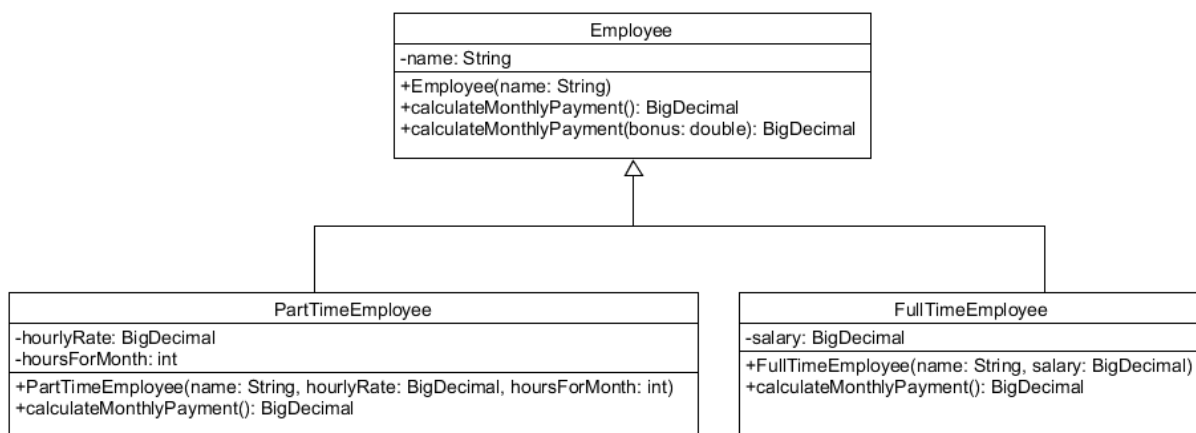 Employee
-name: String
+Employee(name: String)
+calculateMonthlyPayment(): BigDecimal
+calculateMonthlyPayment(bonus: double): BigDecimal
PartTimeEmployee
-hourlyRate: BigDecimal
-hoursForMonth: int
+PartTimeEmployee(name: String, hourlyRate: BigDecimal, hoursForMonth: int)
+calculateMonthlyPayment(): BigDecimal
FullTimeEmployee
-salary: BigDecimal
+FullTimeEmployee(name: String, salary: BigDecimal)
+calculateMonthlyPayment(): BigDecimal